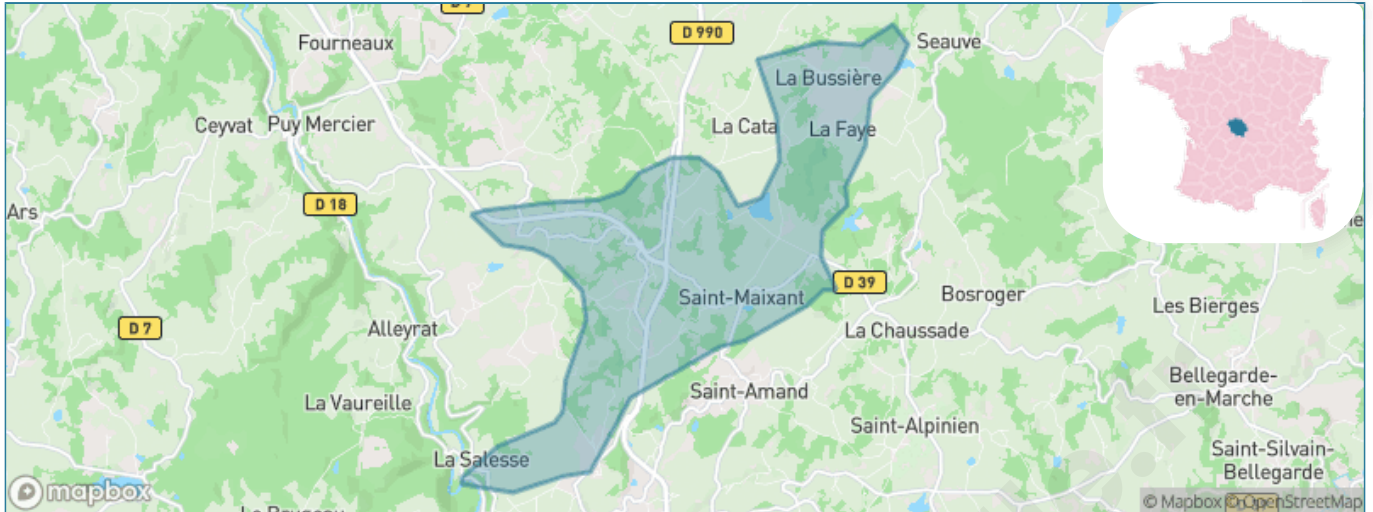 D 7
Fourneaux
D 990
Seauve
La Bussière
Ceyvat
Puy Mercier
La Cata
La Faye
Ars
D 18
D 39
Saint-Maixant
Bosroger
Les Bierges
D 7
Alleyrat
La Chaussade
Bellegarde-
en-Marche
La Vaureille
Saint-Amand
Saint-Alpinien
La Salesse
Saint-Silvain-
Bellegarde
mapbox
© Mapbox © OpenStreetMap